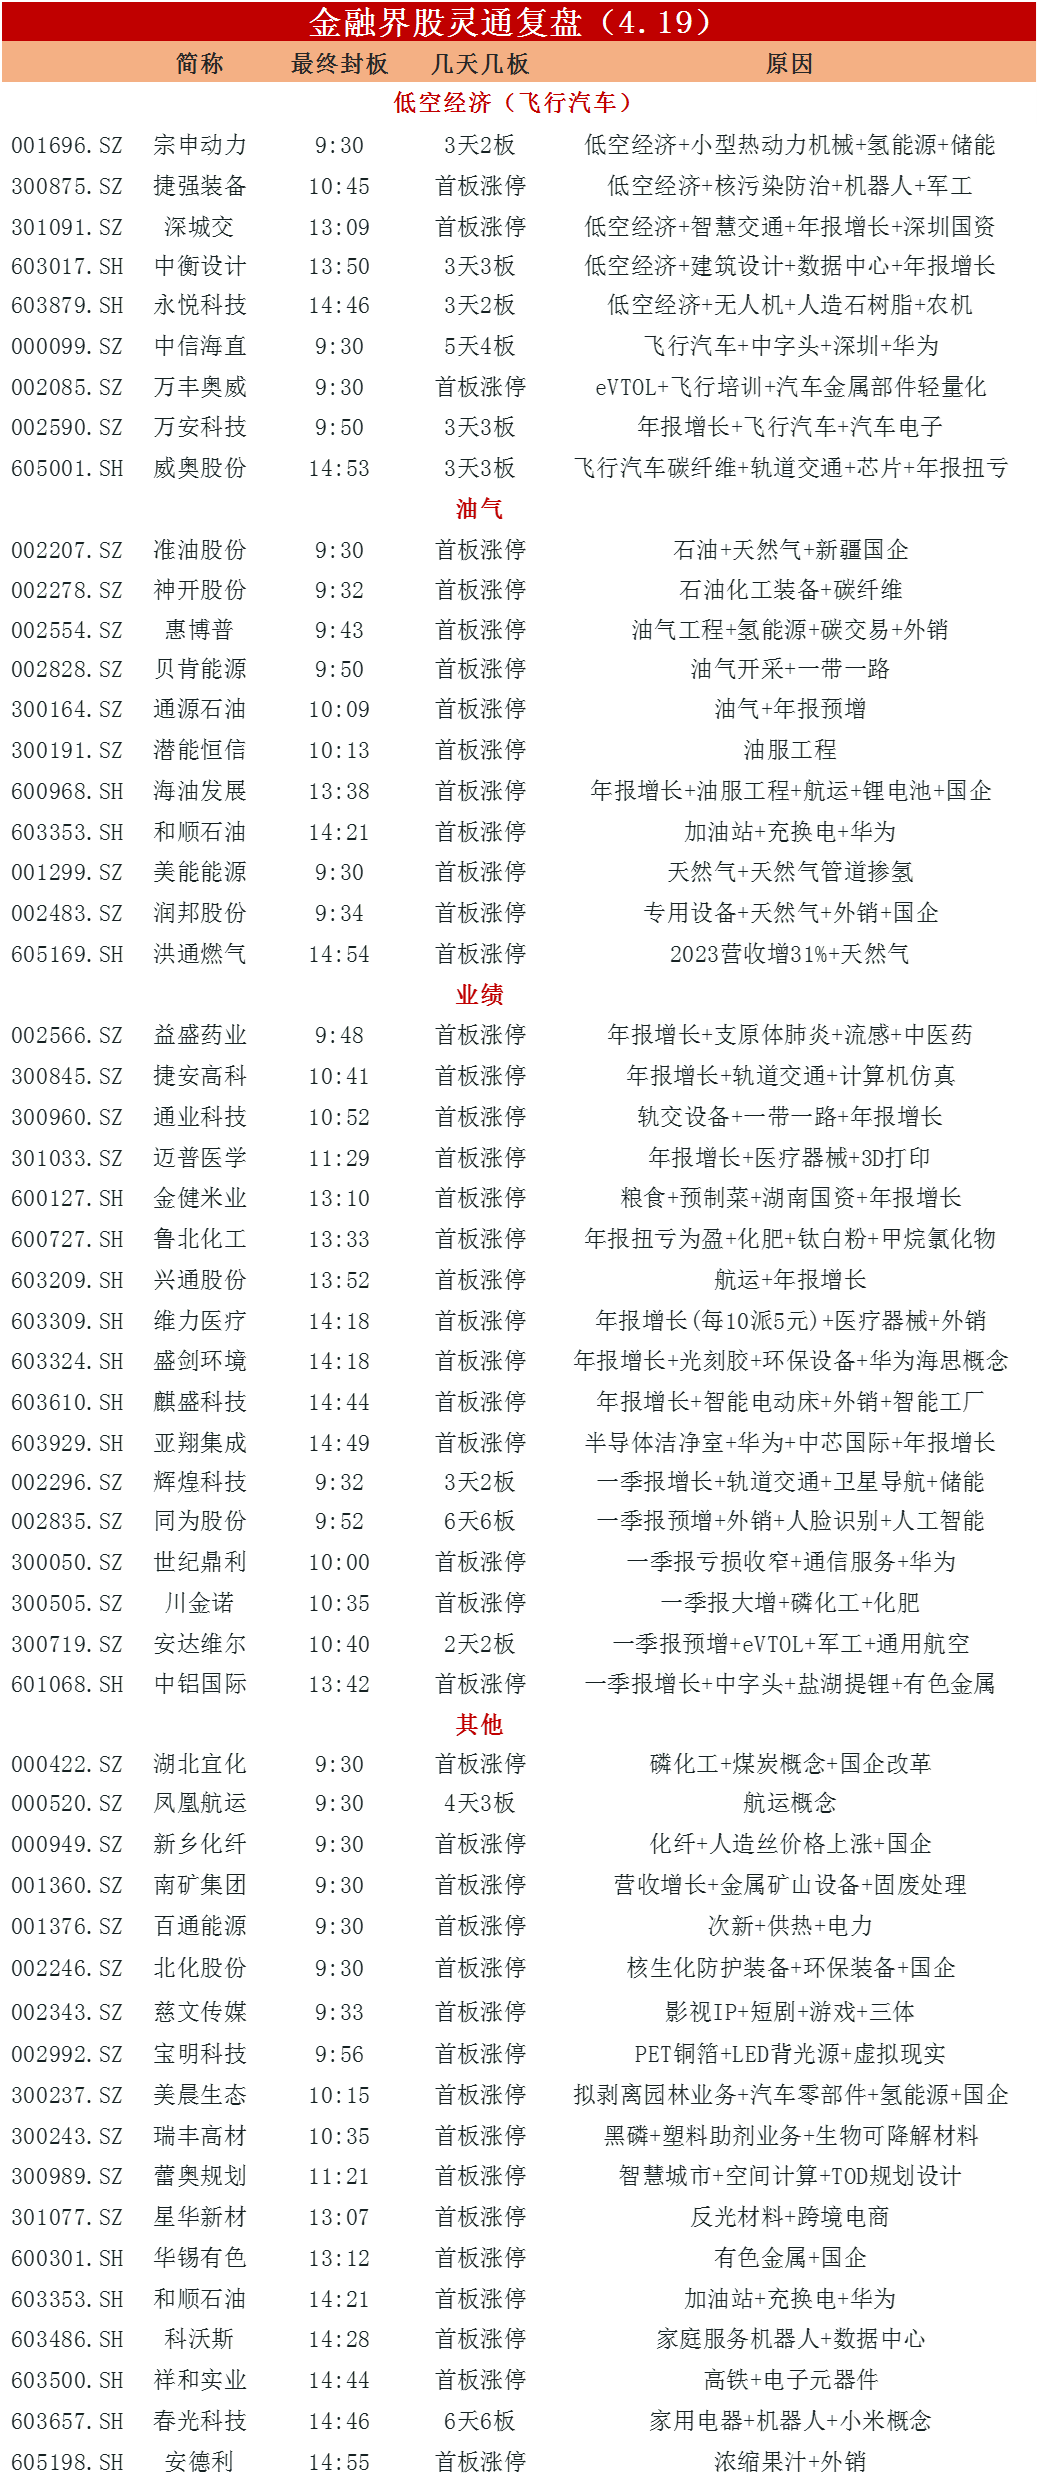 金融界股灵通复盘（4.19）
简称 最终封板 几天几板 原因
低空经济（飞行汽车）
001696.SZ 宗申动力 9:30 3天2板 低空经济+小型热动力机械+氢能源+储能
300875.SZ 捷强装备 10:45 首板涨停 低空经济+核污染防治+机器人+军工
301091.SZ 深城交 13:09 首板涨停 低空经济+智慧交通+年报增长+深圳国资
603017.SH 中衡设计 13:50 3天3板 低空经济+建筑设计+数据中心+年报增长
603879.SH 永悦科技 14:46 3天2板 低空经济+无人机+人造石树脂+农机
000099.SZ 中信海直 9:30 5天4板 飞行汽车+中字头+深圳+华为
002085.SZ 万丰奥威 9:30 首板涨停 eVTOL+飞行培训+汽车金属部件轻量化
002590.SZ 万安科技 9:50 3天3板 年报增长+飞行汽车+汽车电子
605001.SH 威奥股份 14:53 3天3板 飞行汽车碳纤维+轨道交通+芯片+年报扭亏
油气
002207.SZ 准油股份 9:30 首板涨停 石油+天然气+新疆国企
002278.SZ 神开股份 9:32 首板涨停 石油化工装备+碳纤维
002554.SZ 惠博普 9:43 首板涨停 油气工程+氢能源+碳交易+外销
002828.SZ 贝肯能源 9:50 首板涨停 油气开采+一带一路
300164.SZ 通源石油 10:09 首板涨停 油气+年报预增
300191.SZ 潜能恒信 10:13 首板涨停 油服工程
600968.SH 海油发展 13:38 首板涨停 年报增长+油服工程+航运+锂电池+国企
603353.SH 和顺石油 14:21 首板涨停 加油站+充换电+华为
001299.SZ 美能能源 9:30 首板涨停 天然气+天然气管道掺氢
002483.SZ 润邦股份 9:34 首板涨停 专用设备+天然气+外销+国企
605169.SH 洪通燃气 14:54 首板涨停 2023营收增31%+天然气
业绩
002566.SZ 益盛药业 9:48 首板涨停 年报增长+支原体肺炎+流感+中医药
300845.SZ 捷安高科 10:41 首板涨停 年报增长+轨道交通+计算机仿真
300960.SZ 通业科技 10:52 首板涨停 轨交设备+一带一路+年报增长
301033.SZ 迈普医学 11:29 首板涨停 年报增长+医疗器械+3D打印
600127.SH 金健米业 13:10 首板涨停 粮食+预制菜+湖南国资+年报增长
600727.SH 鲁北化工 13:33 首板涨停 年报扭亏为盈+化肥+钛白粉+甲烷氯化物
603209.SH 兴通股份 13:52 首板涨停 航运+年报增长
603309.SH 维力医疗 14:18 首板涨停 年报增长(每10派5元)+医疗器械+外销
603324.SH 盛剑环境 14:18 首板涨停 年报增长+光刻胶+环保设备+华为海思概念
603610.SH 麒盛科技 14:44 首板涨停 年报增长+智能电动床+外销+智能工厂
603929.SH 亚翔集成 14:49 首板涨停 半导体洁净室+华为+中芯国际+年报增长
002296.SZ 辉煌科技 9:32 3天2板 一季报增长+轨道交通+卫星导航+储能
002835.SZ 同为股份 9:52 6天6板 一季报预增+外销+人脸识别+人工智能
300050.SZ 世纪鼎利 10:00 首板涨停 一季报亏损收窄+通信服务+华为
300505.SZ 川金诺 10:35 首板涨停 一季报大增+磷化工+化肥
300719.SZ 安达维尔 10:40 2天2板 一季报预增+eVTOL+军工+通用航空
601068.SH 中铝国际 13:42 首板涨停 一季报增长+中字头+盐湖提锂+有色金属
其他
000422.SZ 湖北宜化 9:30 首板涨停 磷化工+煤炭概念+国企改革
000520.SZ 凤凰航运 9:30 4天3板 航运概念
000949.SZ 新乡化纤 9:30 首板涨停 化纤+人造丝价格上涨+国企
001360.SZ 南矿集团 9:30 首板涨停 营收增长+金属矿山设备+固废处理
001376.SZ 百通能源 9:30 首板涨停 次新+供热+电力
002246.SZ 北化股份 9:30 首板涨停 核生化防护装备+环保装备+国企
002343.SZ 慈文传媒 9:33 首板涨停 影视IP+短剧+游戏+三体
002992.SZ 宝明科技 9:56 首板涨停 PET铜箔+LED背光源+虚拟现实
300237.SZ 美晨生态 10:15 首板涨停 拟剥离园林业务+汽车零部件+氢能源+国企
300243.SZ 瑞丰高材 10:35 首板涨停 黑磷+塑料助剂业务+生物可降解材料
300989.SZ 蕾奥规划 11:21 首板涨停 智慧城市+空间计算+TOD规划设计
301077.SZ 星华新材 13:07 首板涨停 反光材料+跨境电商
600301.SH 华锡有色 13:12 首板涨停 有色金属+国企
603353.SH 和顺石油 14:21 首板涨停 加油站+充换电+华为
603486.SH 科沃斯 14:28 首板涨停 家庭服务机器人+数据中心
603500.SH 祥和实业 14:44 首板涨停 高铁+电子元器件
603657.SH 春光科技 14:46 6天6板 家用电器+机器人+小米概念
605198.SH 安德利 14:55 首板涨停 浓缩果汁+外销